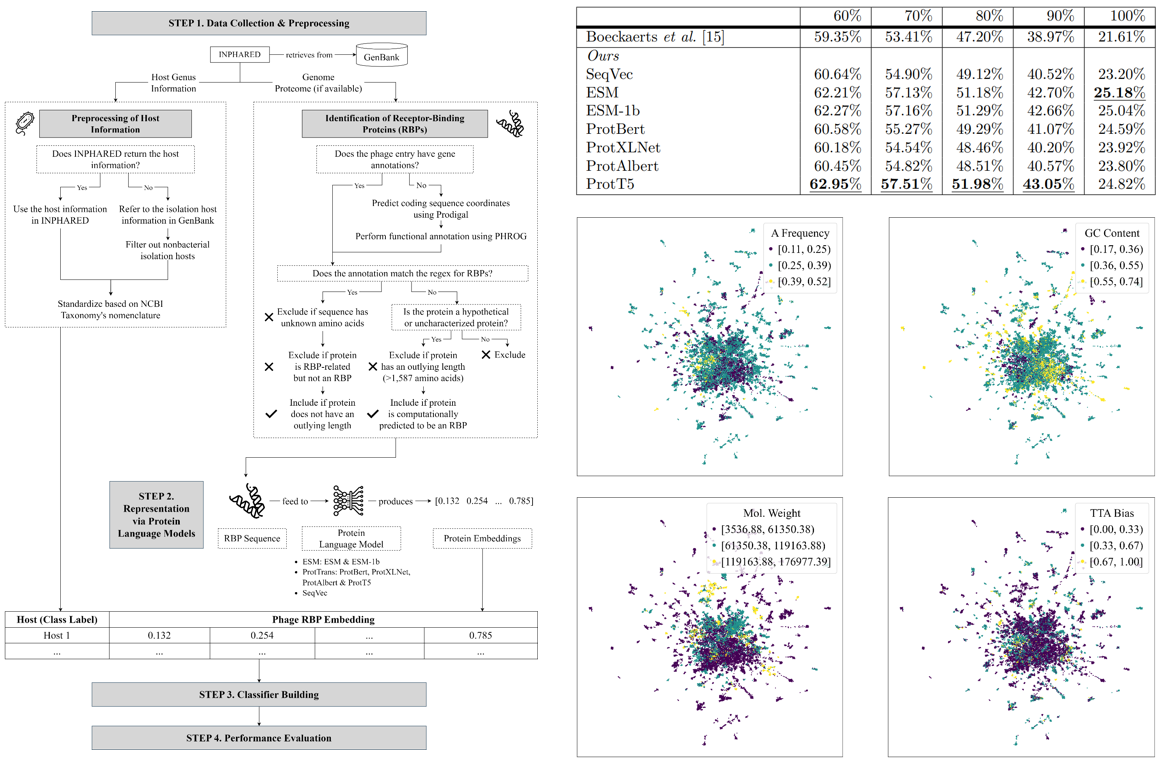 STEP 1. Data Collection & Preprocessing
INPHARED
retrieves from
GenBank
Host Genus
Information
Genome
Proteome (if available)
Preprocessing of Host
Information
Does INPHARED return the host
information?
Yes
No
Use the host information
in INPHARED
Refer to the isolation host
information in GenBank
Filter out nonbacterial
isolation hosts
Standardize based on NCBI
Taxonomy's nomenclature
Identification of Receptor-Binding
Proteins (RBPs)
Does the phage entry have gene
annotations?
Yes
No
Predict coding sequence coordinates
using Prodigal
Perform functional annotation using PHROG
Does the annotation match the regex for RBPs?
Yes
No
Exclude if sequence has
unknown amino acids
Is the protein a hypothetical
or uncharacterized protein?
Yes
No
Exclude if protein
is RBP-related
but not an RBP
Exclude if protein
has an outlying length
(>1,587 amino acids)
Exclude
Include if protein
does not have an
outlying length
Include if protein
is computationally
predicted to be an RBP
STEP 2.
Representation
via Protein
Language Models
feed to
produces
[0.132 0.254 ... 0.785]
RBP Sequence
Protein
Language Model
Protein Embeddings
• ESM: ESM & ESM-1b
• ProtTrans: ProtBert, ProtXLNet,
ProtAlbert & ProtT5
• SeqVec
Host (Class Label) Phage RBP Embedding
Host 1 0.132 0.254 ... 0.785
... ... ... ... ...
STEP 3. Classifier Building
STEP 4. Performance Evaluation
60% 70% 80% 90% 100%
Boeckaerts et al. [15] 59.35% 53.41% 47.20% 38.97% 21.61%
Ours
SeqVec 60.64% 54.90% 49.12% 40.52% 23.20%
ESM 62.21% 57.13% 51.18% 42.70% 25.18%
ESM-1b 62.27% 57.16% 51.29% 42.66% 25.04%
ProtBert 60.58% 55.27% 49.29% 41.07% 24.59%
ProtXLNet 60.18% 54.54% 48.46% 40.20% 23.92%
ProtAlbert 60.45% 54.82% 48.51% 40.57% 23.80%
ProtT5 62.95% 57.51% 51.98% 43.05% 24.82%
A Frequency
[0.11, 0.25)
[0.25, 0.39)
[0.39, 0.52]
GC Content
[0.17, 0.36)
[0.36, 0.55)
[0.55, 0.74]
Mol. Weight
[3536.88, 61350.38)
[61350.38, 119163.88)
[119163.88, 176977.39]
TTA Bias
[0.00, 0.33)
[0.33, 0.67)
[0.67, 1.00]